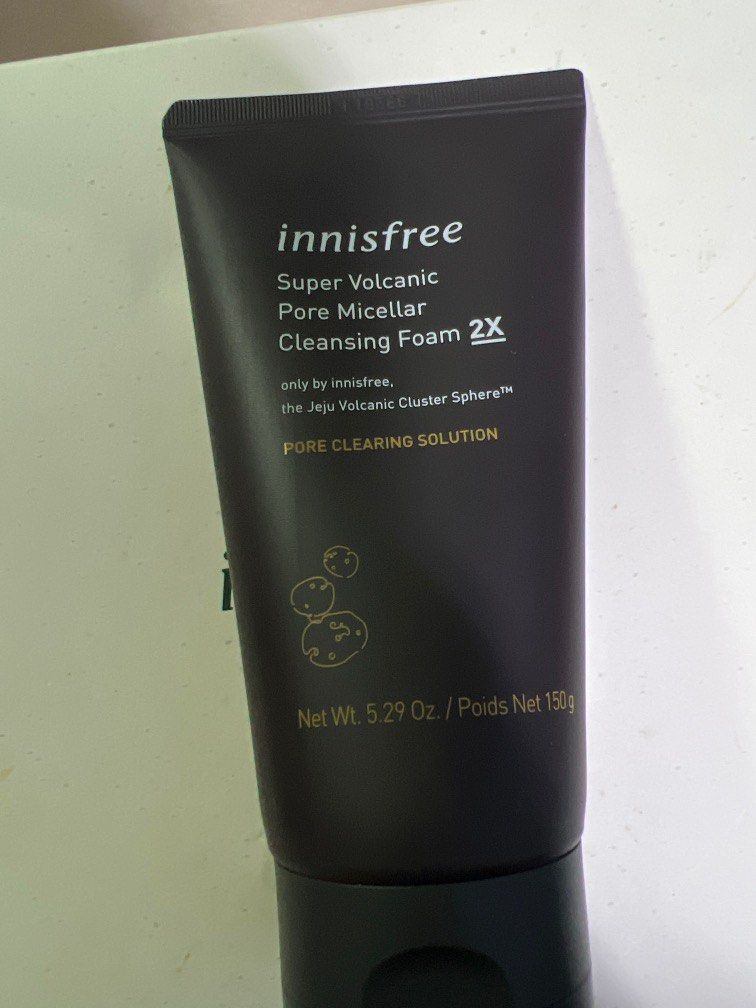 innisfree
Super Volcanic
Pore Micellar
Cleansing Foam 2X
only by innisfree,
the Jeju Volcanic Cluster Sphere™
PORE CLEARING SOLUTION
Net Wt. 5.29 Oz. / Poids Net 150g